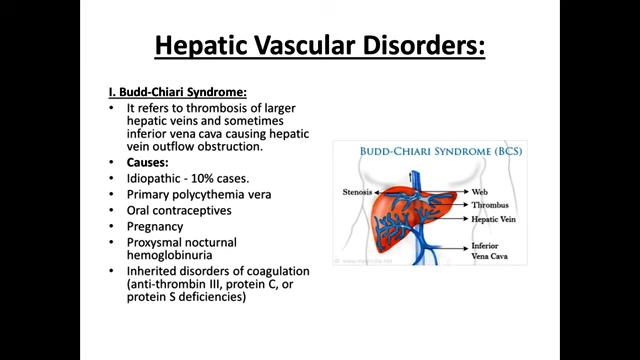 Hepatic Vascular Disorders:
I. Budd-Chiari Syndrome:
• It refers to thrombosis of larger
hepatic veins and sometimes
inferior vena cava causing hepatic
vein outflow obstruction.
• Causes:
• Idiopathic - 10% cases.
• Primary polycythemia vera
• Oral contraceptives
• Pregnancy
• Proxysmal nocturnal
hemoglobinuria
• Inherited disorders of coagulation
(anti-thrombin III, protein C, or
protein S deficiencies)
BUDD-CHIARI SYNDROME (BCS)
Stenosis
Web
Thrombus
Hepatic Vein
Inferior
Vena Cava